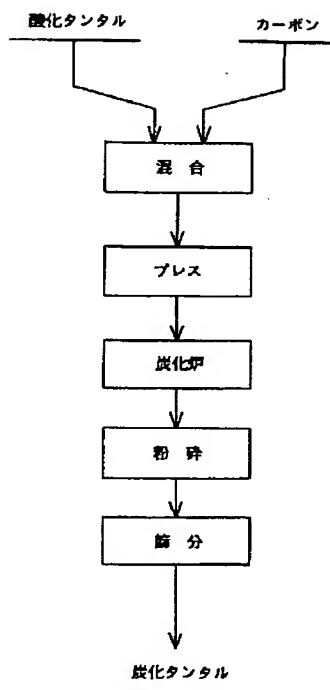 酸化タンタル
カーボン
混合
プレス
炭化炉
粉砕
篩分
炭化タンタル